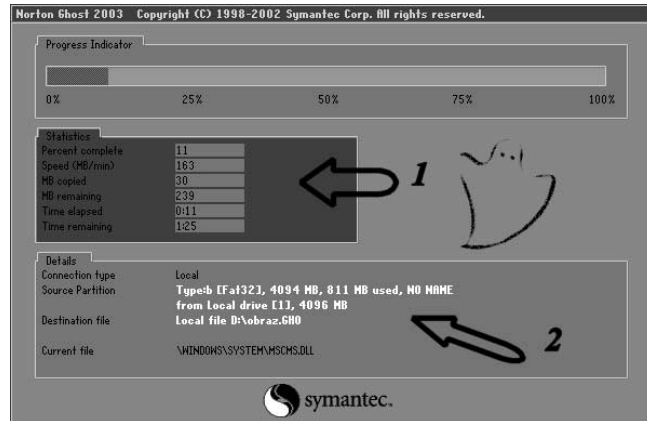 Norton Ghost 2003 Copyright (C) 1998-2002 Symantec Corp. All rights reserved.
Progress Indicator
0% 25% 50% 75% 100%
Statistics
Percent complete 11
Speed (MB/min) 163
MB copied 30
MB remaining 239
Time elapsed 0:11
Time remaining 1:25
1
Details
Connection type Local
Source Partition Type:b [Fat32], 4094 MB, 811 MB used, NO NAME
from Local drive [1], 4096 MB
Destination file Local file D:\obraz.GHO
2
Current file \WINDOWS\SYSTEM\MSCMS.DLL
symantec.